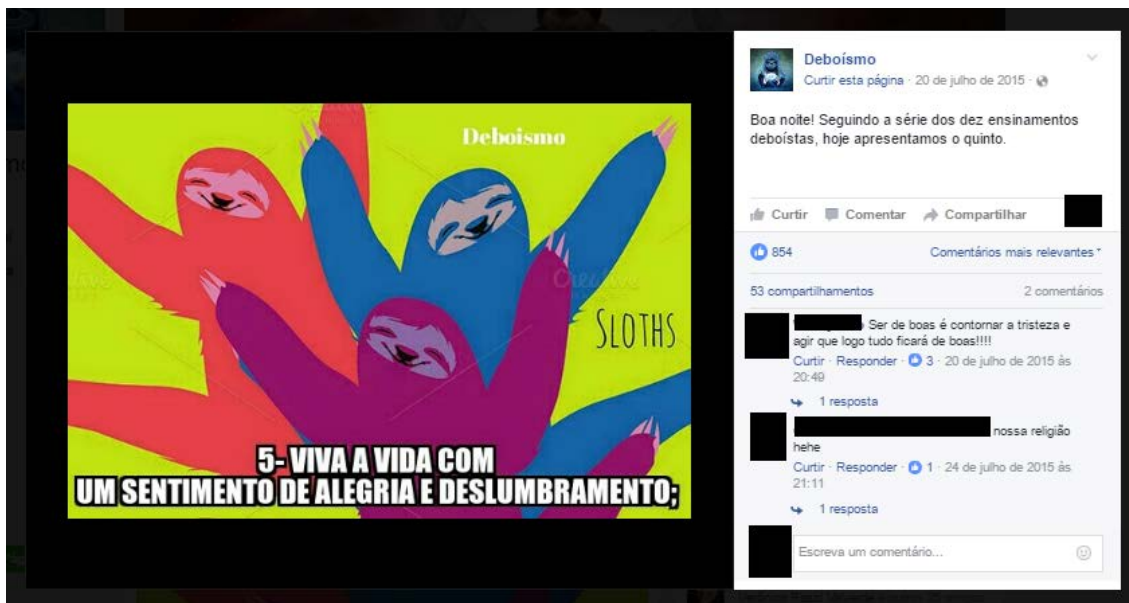 Deboismo
SLOTHS
5- VIVA A VIDA COM
UM SENTIMENTO DE ALEGRIA E DESLUMBRAMENTO;
Deboísmo
Curtir esta página · 20 de julho de 2015 ·
Boa noite! Seguindo a série dos dez ensinamentos
deboístas, hoje apresentamos o quinto.
Curtir Comentar Compartilhar
854 Comentários mais relevantes
53 compartilhamentos 2 comentários
Ser de boas é contornar a tristeza e
agir que logo tudo ficará de boas!!!!
Curtir · Responder · 3 · 20 de julho de 2015 às
20:49
1 resposta
nossa religião
hehe
Curtir · Responder · 1 · 24 de julho de 2015 às
21:11
1 resposta
Escreva um comentário...